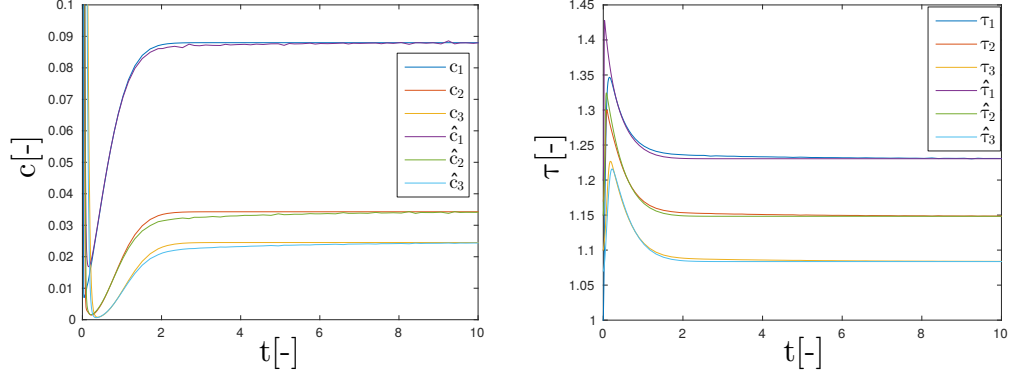 0.1
0.09
0.08
0.07
0.06
0.05
0.04
0.03
0.02
0.01
0
c[-]
0 2 4 6 8 10
t[-]
c₁
c₂
c₃
ĉ₁
ĉ₂
ĉ₃
1.45
1.4
1.35
1.3
1.25
1.2
1.15
1.1
1.05
1
τ[-]
0 2 4 6 8 10
t[-]
τ₁
τ₂
τ₃
τ̂₁
τ̂₂
τ̂₃